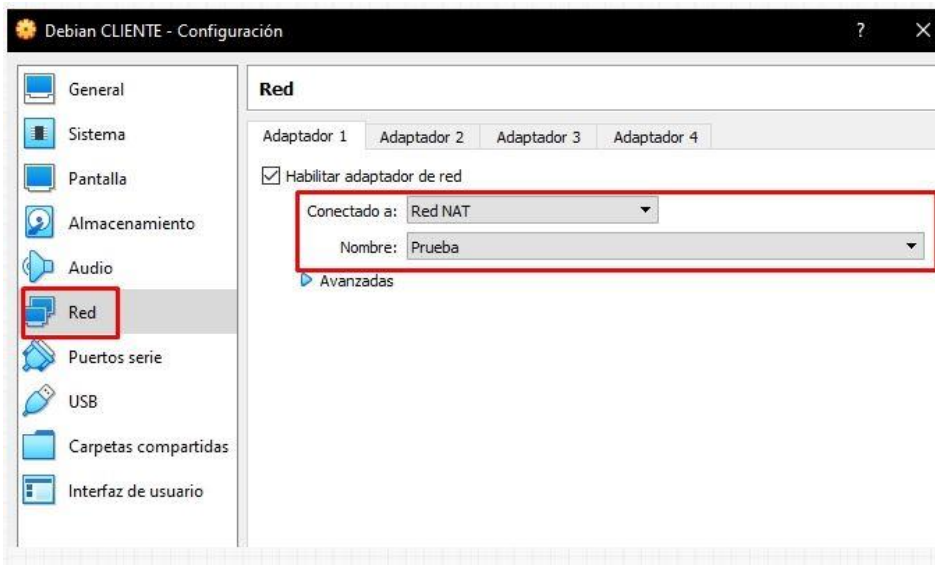 Debian CLIENTE - Configuración ? ×
General
Sistema
Pantalla
Almacenamiento
Audio
Red
Puertos serie
USB
Carpetas compartidas
Interfaz de usuario
Red
Adaptador 1 Adaptador 2 Adaptador 3 Adaptador 4
Habilitar adaptador de red
Conectado a: Red NAT
Nombre: Prueba
Avanzadas